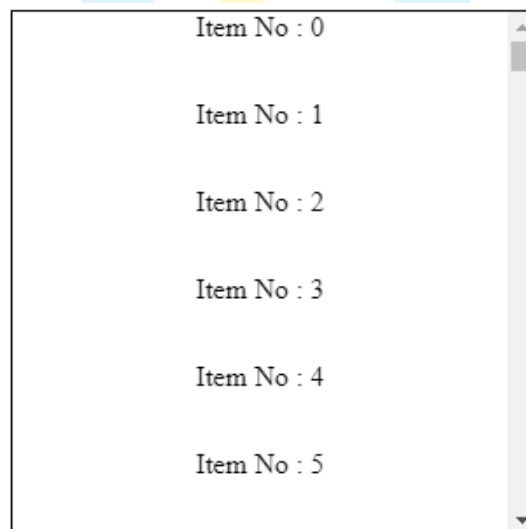 Item No : 0
Item No : 1
Item No : 2
Item No : 3
Item No : 4
Item No : 5